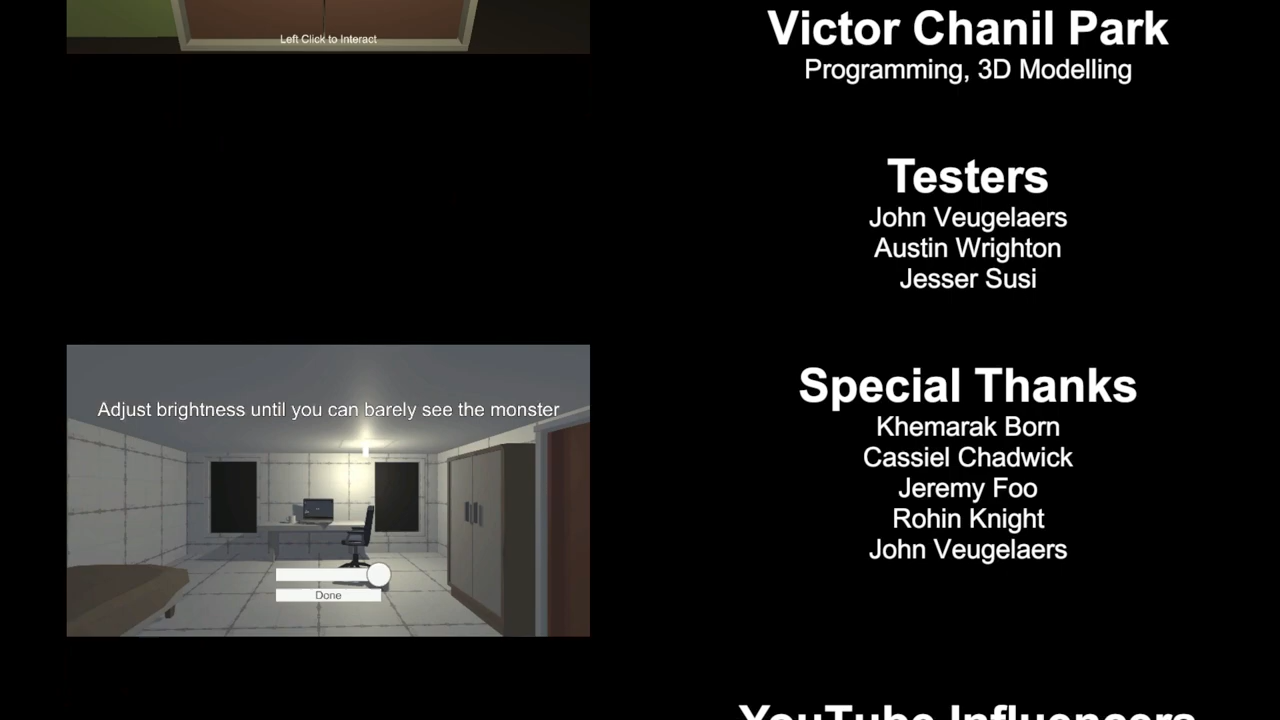 Left Click to Interact
Victor Chanil Park
Programming, 3D Modelling
Testers
John Veugelaers
Austin Wrighton
Jesser Susi
Adjust brightness until you can barely see the monster
Done
Special Thanks
Khemarak Born
Cassiel Chadwick
Jeremy Foo
Rohin Knight
John Veugelaers
YouTube Influencers